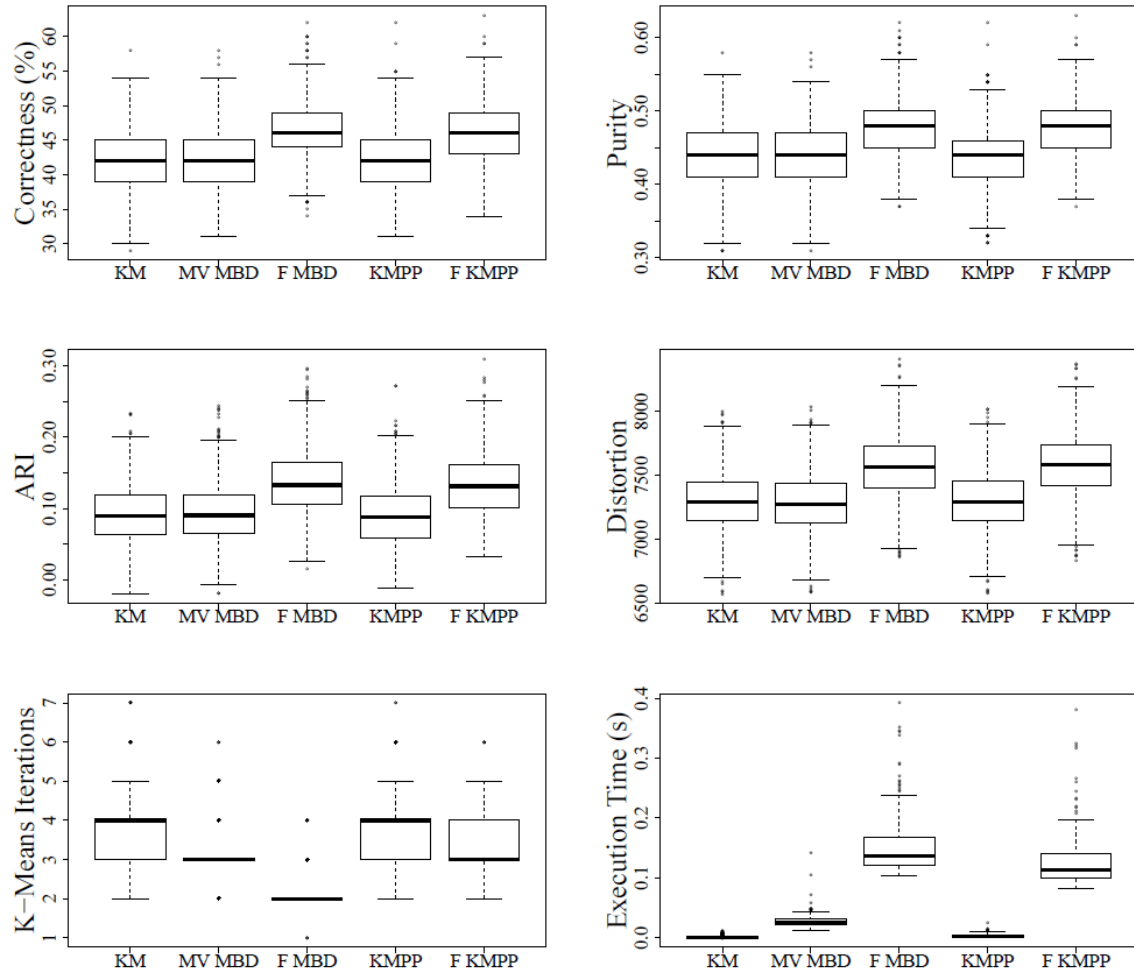 Correctness (%)
60
55
50
45
40
35
30
KM MV MBD F MBD KMPP F KMPP
Purity
0.60
0.50
0.40
0.30
KM MV MBD F MBD KMPP F KMPP
ARI
0.30
0.20
0.10
0.00
KM MV MBD F MBD KMPP F KMPP
Distortion
8000
7500
7000
6500
KM MV MBD F MBD KMPP F KMPP
K−Means Iterations
7
6
5
4
3
2
1
KM MV MBD F MBD KMPP F KMPP
Execution Time (s)
0.4
0.3
0.2
0.1
0.0
KM MV MBD F MBD KMPP F KMPP